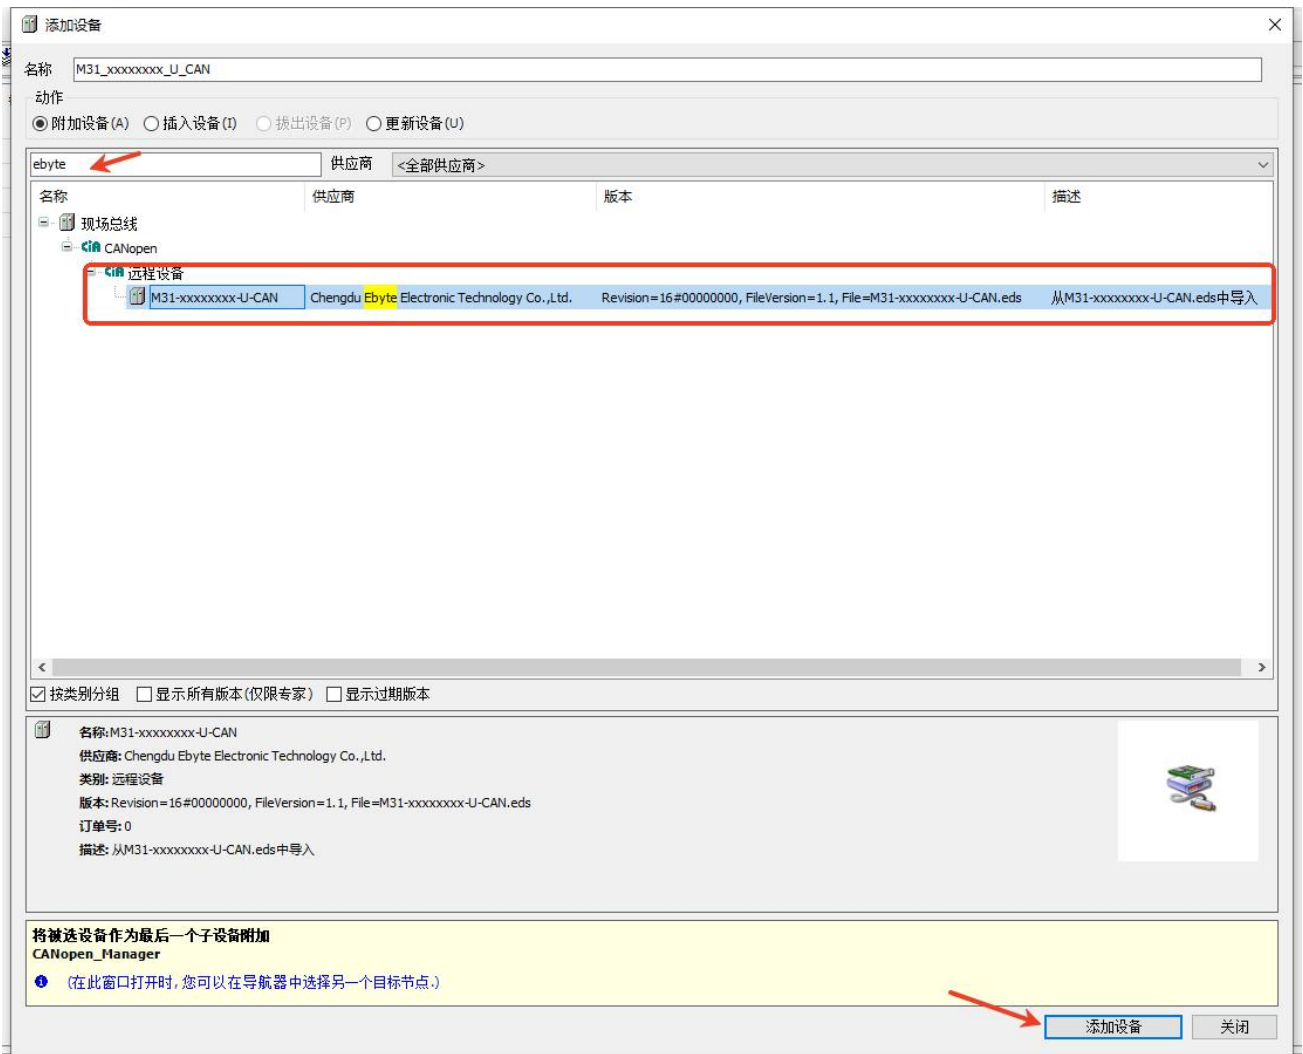 添加设备
名称 M31_xxxxxxxx_U_CAN
动作
附加设备(A) 插入设备(I) 拔出设备(P) 更新设备(U)
ebyte 供应商 <全部供应商>
名称 供应商 版本 描述
现场总线
CiA CANopen
CiA 远程设备
M31-xxxxxxxx-U-CAN Chengdu Ebyte Electronic Technology Co.,Ltd. Revision=16#00000000, FileVersion=1.1, File=M31-xxxxxxxx-U-CAN.eds 从M31-xxxxxxxx-U-CAN.eds中导入
按类别分组 显示所有版本(仅限专家) 显示过期版本
名称:M31-xxxxxxxx-U-CAN
供应商: Chengdu Ebyte Electronic Technology Co.,Ltd.
类别: 远程设备
版本: Revision=16#00000000, FileVersion=1.1, File=M31-xxxxxxxx-U-CAN.eds
订单号: 0
描述: 从M31-xxxxxxxx-U-CAN.eds中导入
将被选设备作为最后一个子设备附加
CANopen_Manager
(在此窗口打开时,您可以在导航器中选择另一个目标节点.)
添加设备 关闭